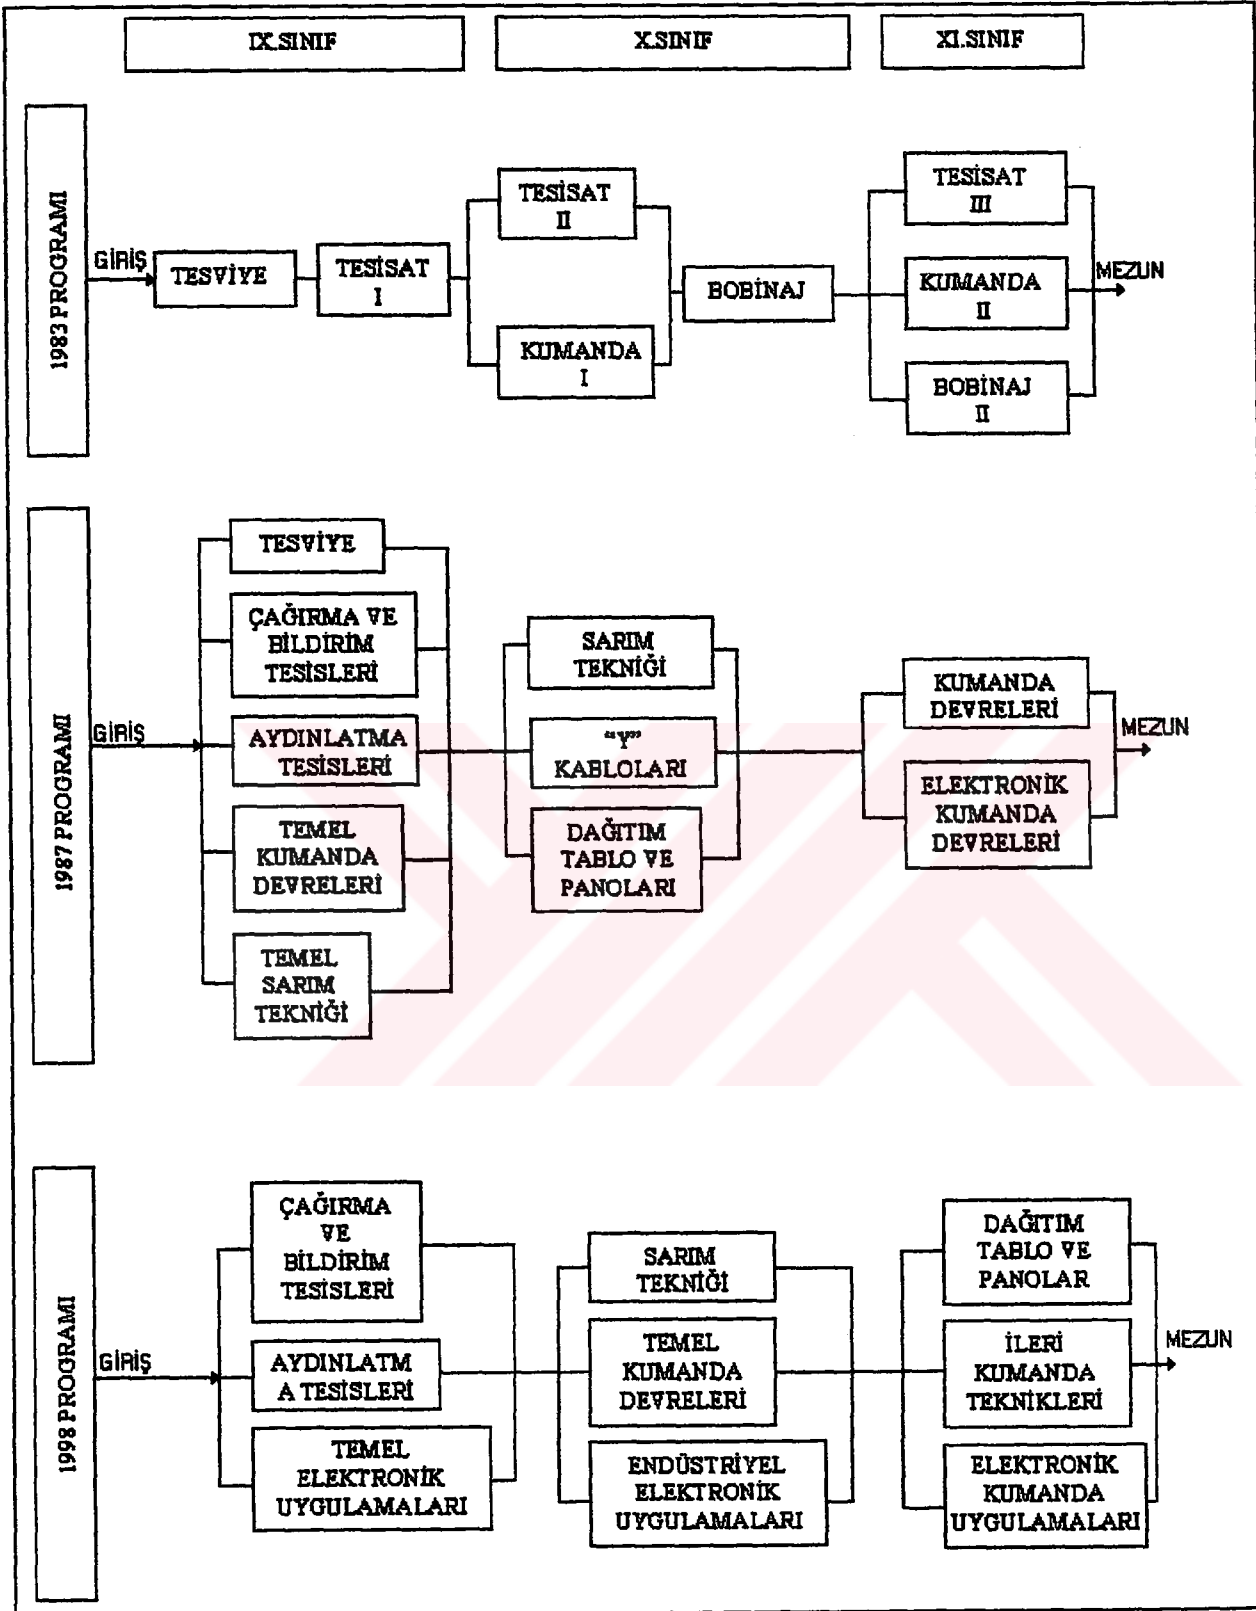 IX.SINIF
X.SINIF
XI.SINIF
1983 PROGRAMI
GİRİŞ
TESVİYE
TESİSAT
I
TESİSAT
II
KUMANDA
I
BOBİNAJ
TESİSAT
III
KUMANDA
II
BOBİNAJ
II
MEZUN
1987 PROGRAMI
GİRİŞ
TESVİYE
ÇAĞIRMA VE
BİLDİRİM
TESİSLERİ
AYDINLATMA
TESİSLERİ
TEMEL
KUMANDA
DEVRELERİ
TEMEL
SARIM
TEKNİĞİ
SARIM
TEKNİĞİ
“Y”
KABLOLARI
DAĞITIM
TABLO VE
PANOLARI
KUMANDA
DEVRELERİ
ELEKTRONİK
KUMANDA
DEVRELERİ
MEZUN
1998 PROGRAMI
GİRİŞ
ÇAĞIRMA
VE
BİLDİRİM
TESİSLERİ
AYDINLATM
A TESİSLERİ
TEMEL
ELEKTRONİK
UYGULAMALARI
SARIM
TEKNİĞİ
TEMEL
KUMANDA
DEVRELERİ
ENDÜSTRİYEL
ELEKTRONİK
UYGULAMALARI
DAĞITIM
TABLO VE
PANOLAR
İLERİ
KUMANDA
TEKNİKLERİ
ELEKTRONİK
KUMANDA
UYGULAMALARI
MEZUN